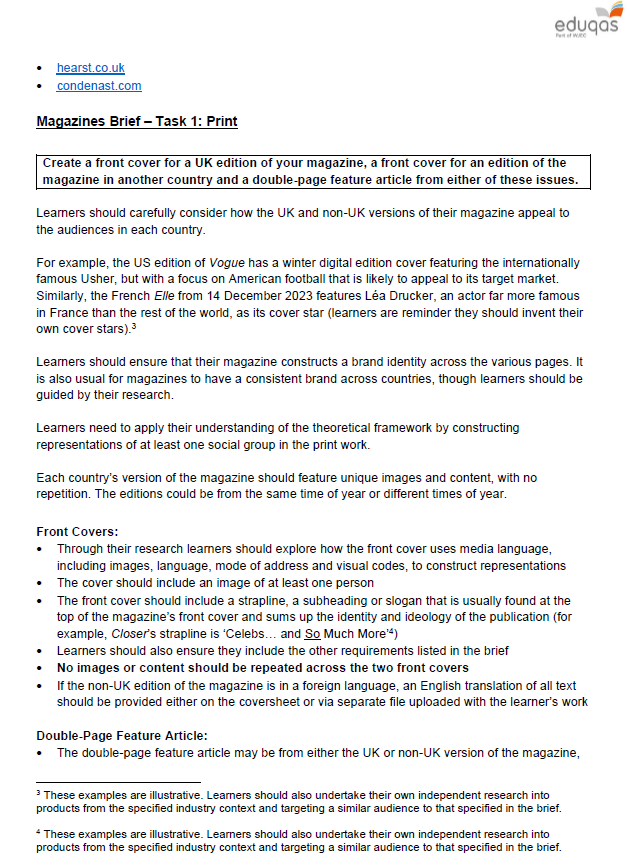 eduqas
Part of WJEC
• hearst.co.uk
• condenast.com
Magazines Brief – Task 1: Print
Create a front cover for a UK edition of your magazine, a front cover for an edition of the
magazine in another country and a double-page feature article from either of these issues.
Learners should carefully consider how the UK and non-UK versions of their magazine appeal to
the audiences in each country.
For example, the US edition of Vogue has a winter digital edition cover featuring the internationally
famous Usher, but with a focus on American football that is likely to appeal to its target market.
Similarly, the French Elle from 14 December 2023 features Léa Drucker, an actor far more famous
in France than the rest of the world, as its cover star (learners are reminder they should invent their
own cover stars).³
Learners should ensure that their magazine constructs a brand identity across the various pages. It
is also usual for magazines to have a consistent brand across countries, though learners should be
guided by their research.
Learners need to apply their understanding of the theoretical framework by constructing
representations of at least one social group in the print work.
Each country's version of the magazine should feature unique images and content, with no
repetition. The editions could be from the same time of year or different times of year.
Front Covers:
• Through their research learners should explore how the front cover uses media language,
including images, language, mode of address and visual codes, to construct representations
• The cover should include an image of at least one person
• The front cover should include a strapline, a subheading or slogan that is usually found at the
top of the magazine's front cover and sums up the identity and ideology of the publication (for
example, Closer's strapline is 'Celebs… and So Much More'⁴)
• Learners should also ensure they include the other requirements listed in the brief
• No images or content should be repeated across the two front covers
• If the non-UK edition of the magazine is in a foreign language, an English translation of all text
should be provided either on the coversheet or via separate file uploaded with the learner's work
Double-Page Feature Article:
• The double-page feature article may be from either the UK or non-UK version of the magazine,
³ These examples are illustrative. Learners should also undertake their own independent research into
products from the specified industry context and targeting a similar audience to that specified in the brief.
⁴ These examples are illustrative. Learners should also undertake their own independent research into
products from the specified industry context and targeting a similar audience to that specified in the brief.